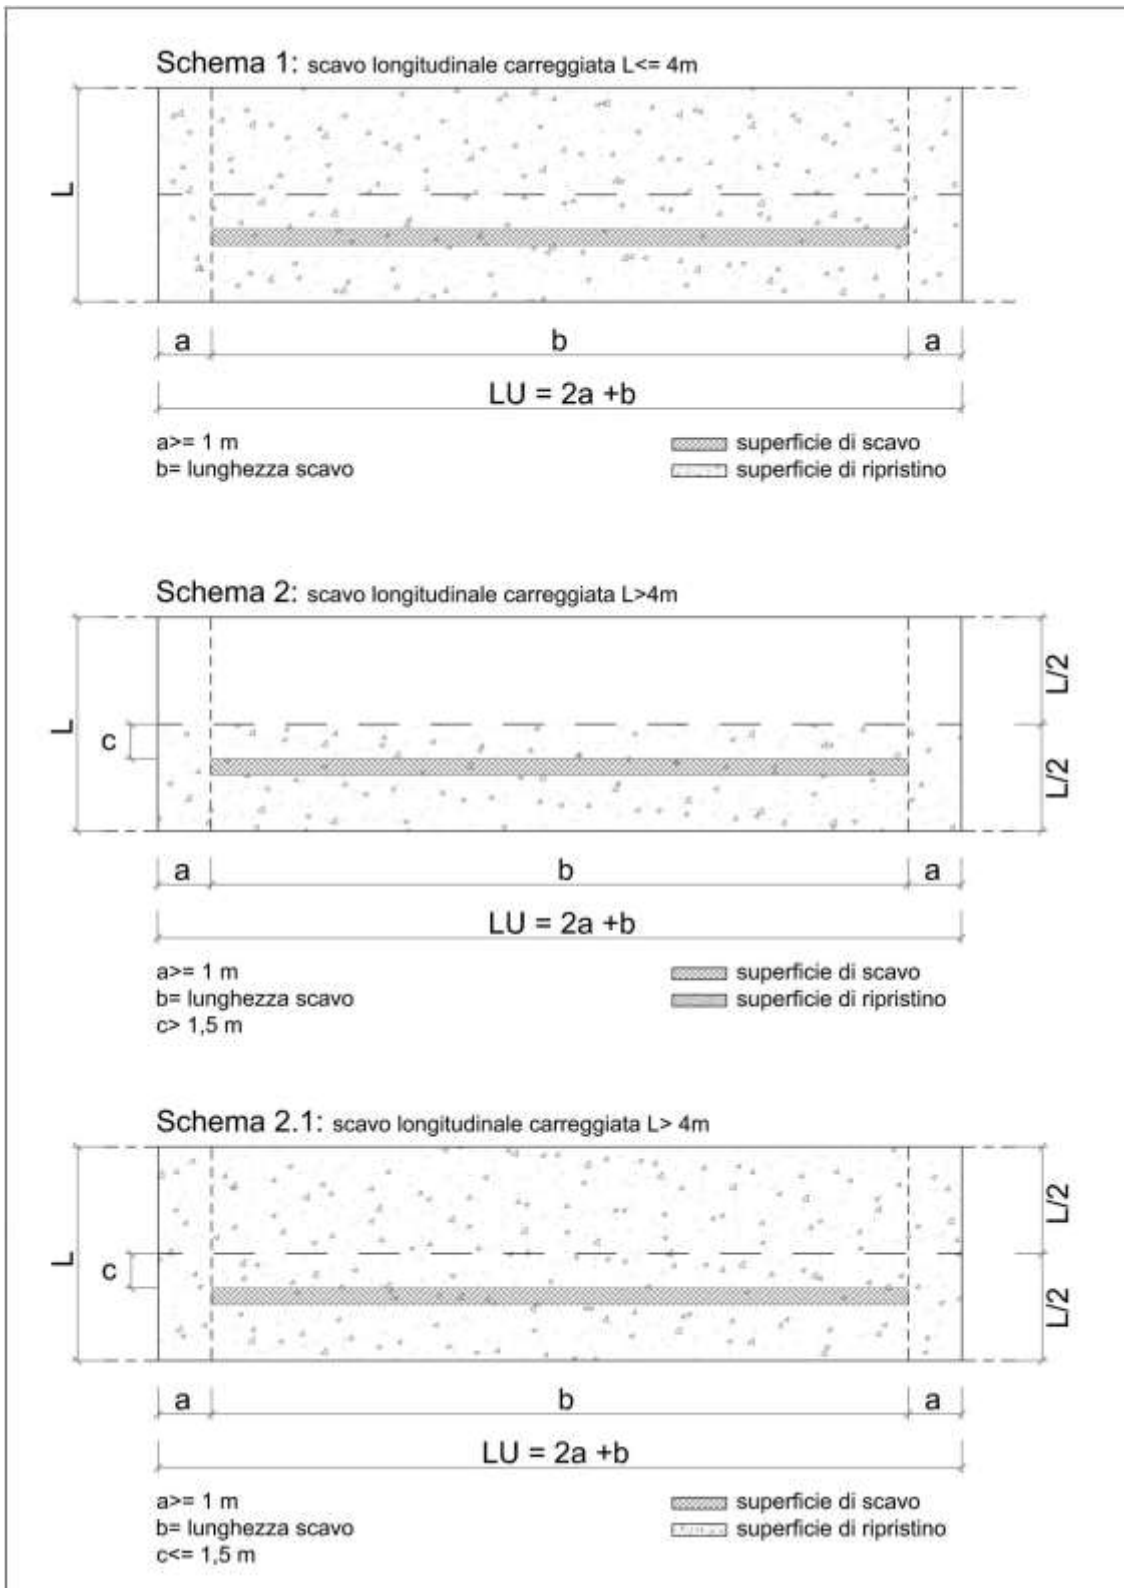 Schema 1: scavo longitudinale carreggiata L<= 4m
L
a b a
LU = 2a +b
a>= 1 m
b= lunghezza scavo
superficie di scavo
superficie di ripristino
Schema 2: scavo longitudinale carreggiata L>4m
L
c
L/2
L/2
a b a
LU = 2a +b
a>= 1 m
b= lunghezza scavo
c> 1,5 m
superficie di scavo
superficie di ripristino
Schema 2.1: scavo longitudinale carreggiata L> 4m
L
c
L/2
L/2
a b a
LU = 2a +b
a>= 1 m
b= lunghezza scavo
c<= 1,5 m
superficie di scavo
superficie di ripristino